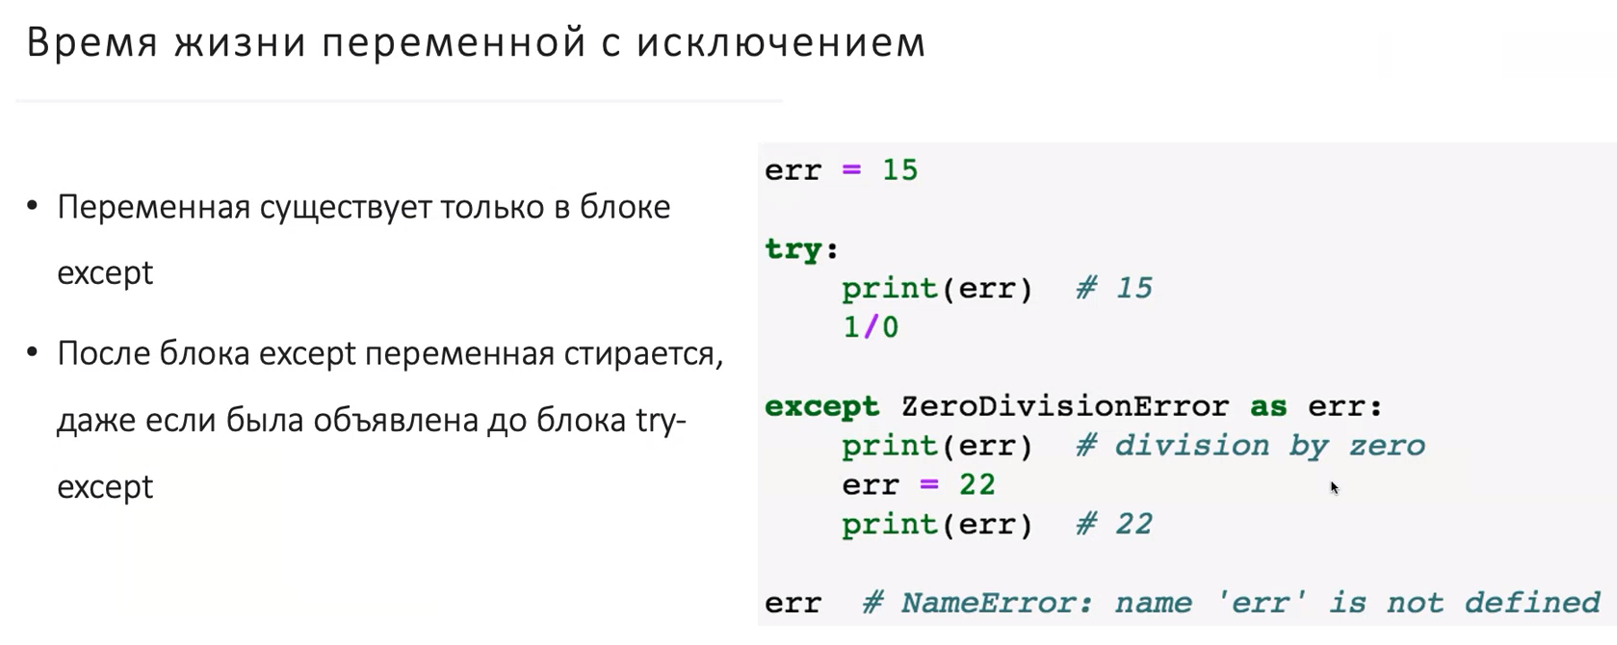 Время жизни переменной с исключением
• Переменная существует только в блоке
except
• После блока except переменная стирается,
даже если была объявлена до блока try-
except
err = 15
try:
    print(err)  # 15
    1/0
except ZeroDivisionError as err:
    print(err)  # division by zero
    err = 22
    print(err)  # 22
err  # NameError: name 'err' is not defined